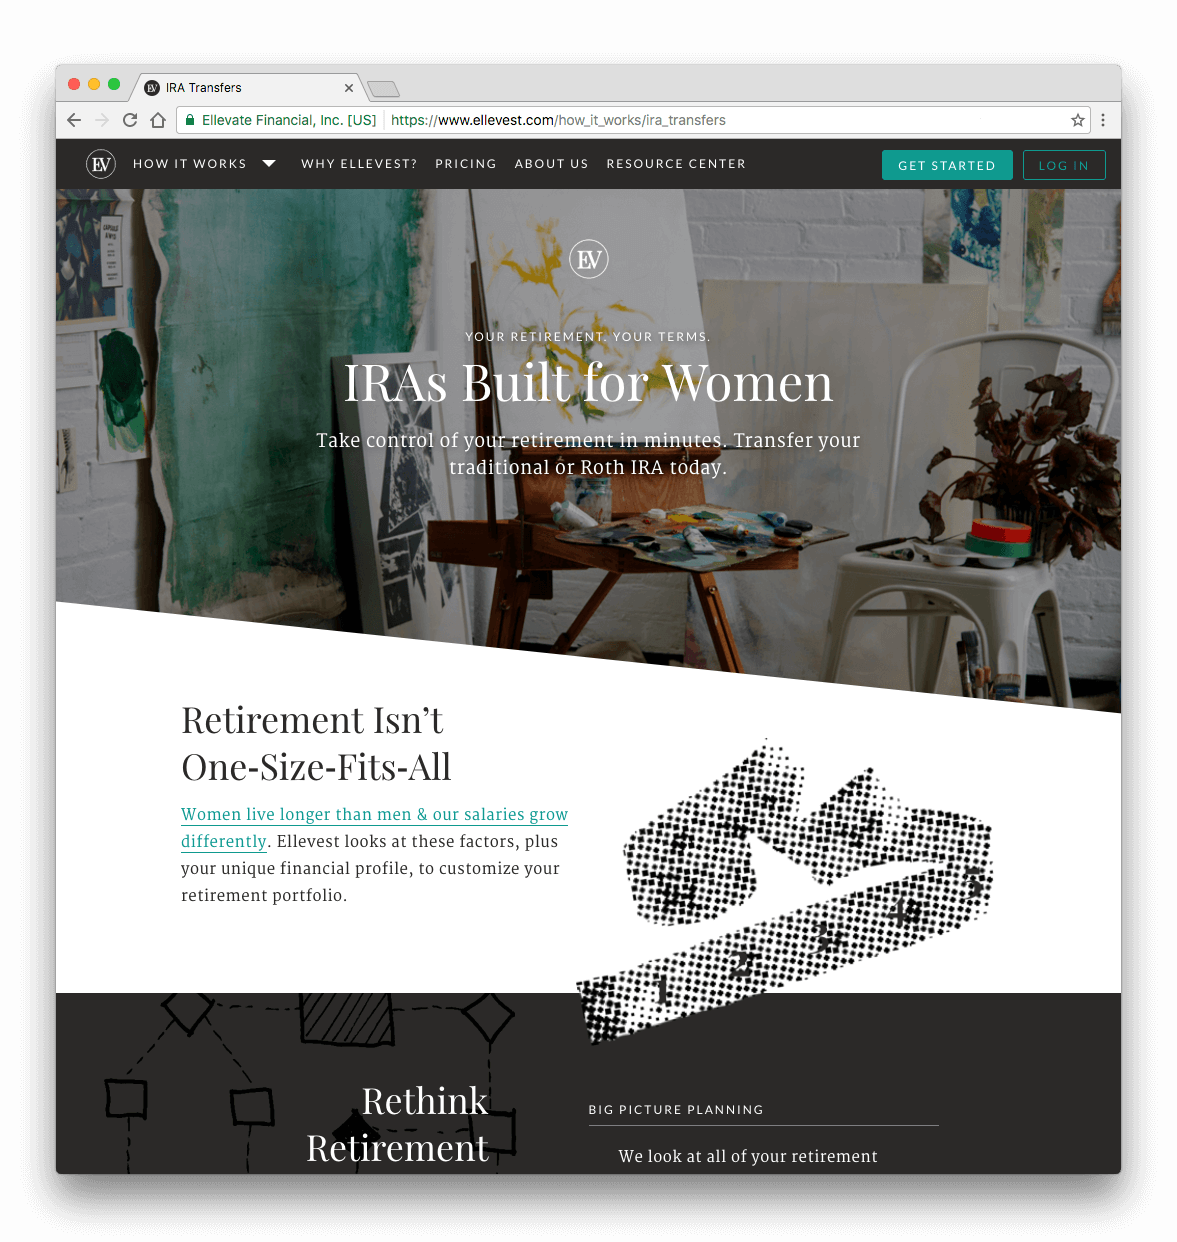 EV IRA Transfers
Ellevate Financial, Inc. [US] https://www.ellevest.com/how_it_works/ira_transfers
EV HOW IT WORKS WHY ELLEVEST? PRICING ABOUT US RESOURCE CENTER GET STARTED LOG IN
EV
YOUR RETIREMENT. YOUR TERMS.
IRAs Built for Women
Take control of your retirement in minutes. Transfer your
traditional or Roth IRA today.
Retirement Isn’t
One-Size-Fits-All
Women live longer than men & our salaries grow
differently. Ellevest looks at these factors, plus
your unique financial profile, to customize your
retirement portfolio.
1 2 3 4 5
Rethink
Retirement
BIG PICTURE PLANNING
We look at all of your retirement